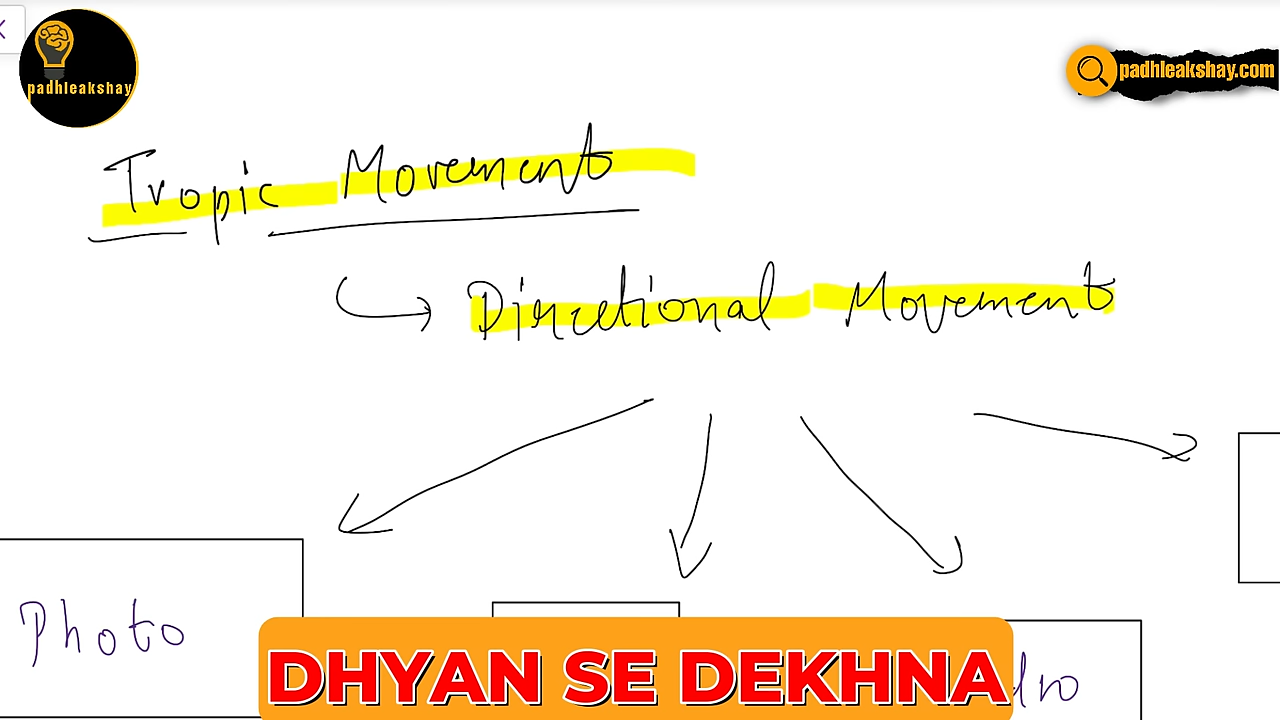 padhleakshay
padhleakshay.com
Tropic Movement
Directional Movement
Photo
DHYAN SE DEKHNA